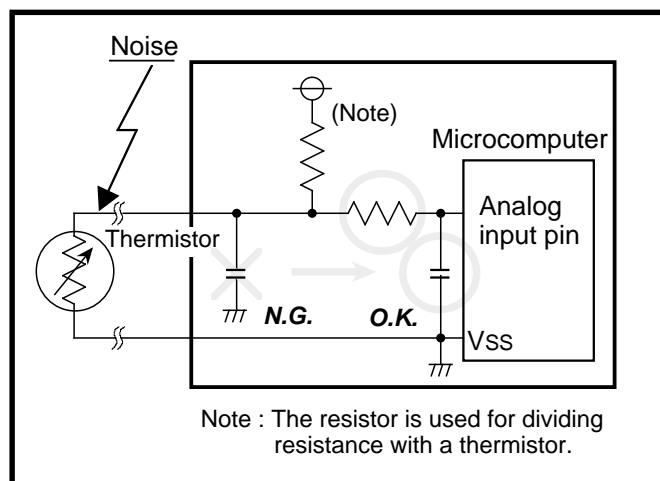 Noise
(Note)
Microcomputer
Analog
input pin
Thermistor
N.G.
O.K.
VSS
Note : The resistor is used for dividing
resistance with a thermistor.